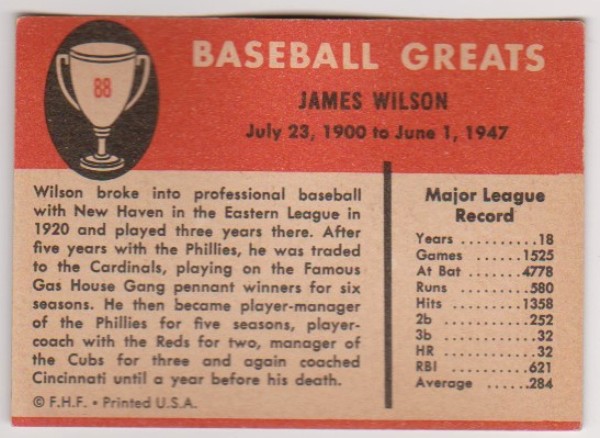 88
BASEBALL GREATS
JAMES WILSON
July 23, 1900 to June 1, 1947
Wilson broke into professional baseball
with New Haven in the Eastern League in
1920 and played three years there. After
five years with the Phillies, he was traded
to the Cardinals, playing on the Famous
Gas House Gang pennant winners for six
seasons. He then became player-manager
of the Phillies for five seasons, player-
coach with the Reds for two, manager of
the Cubs for three and again coached
Cincinnati until a year before his death.
© F.H.F. • Printed U.S.A.
Major League
Record
Years ..........18
Games ........1525
At Bat ........4778
Runs ..........580
Hits ..........1358
2b ............252
3b .............32
HR .............32
RBI ...........621
Average .......284